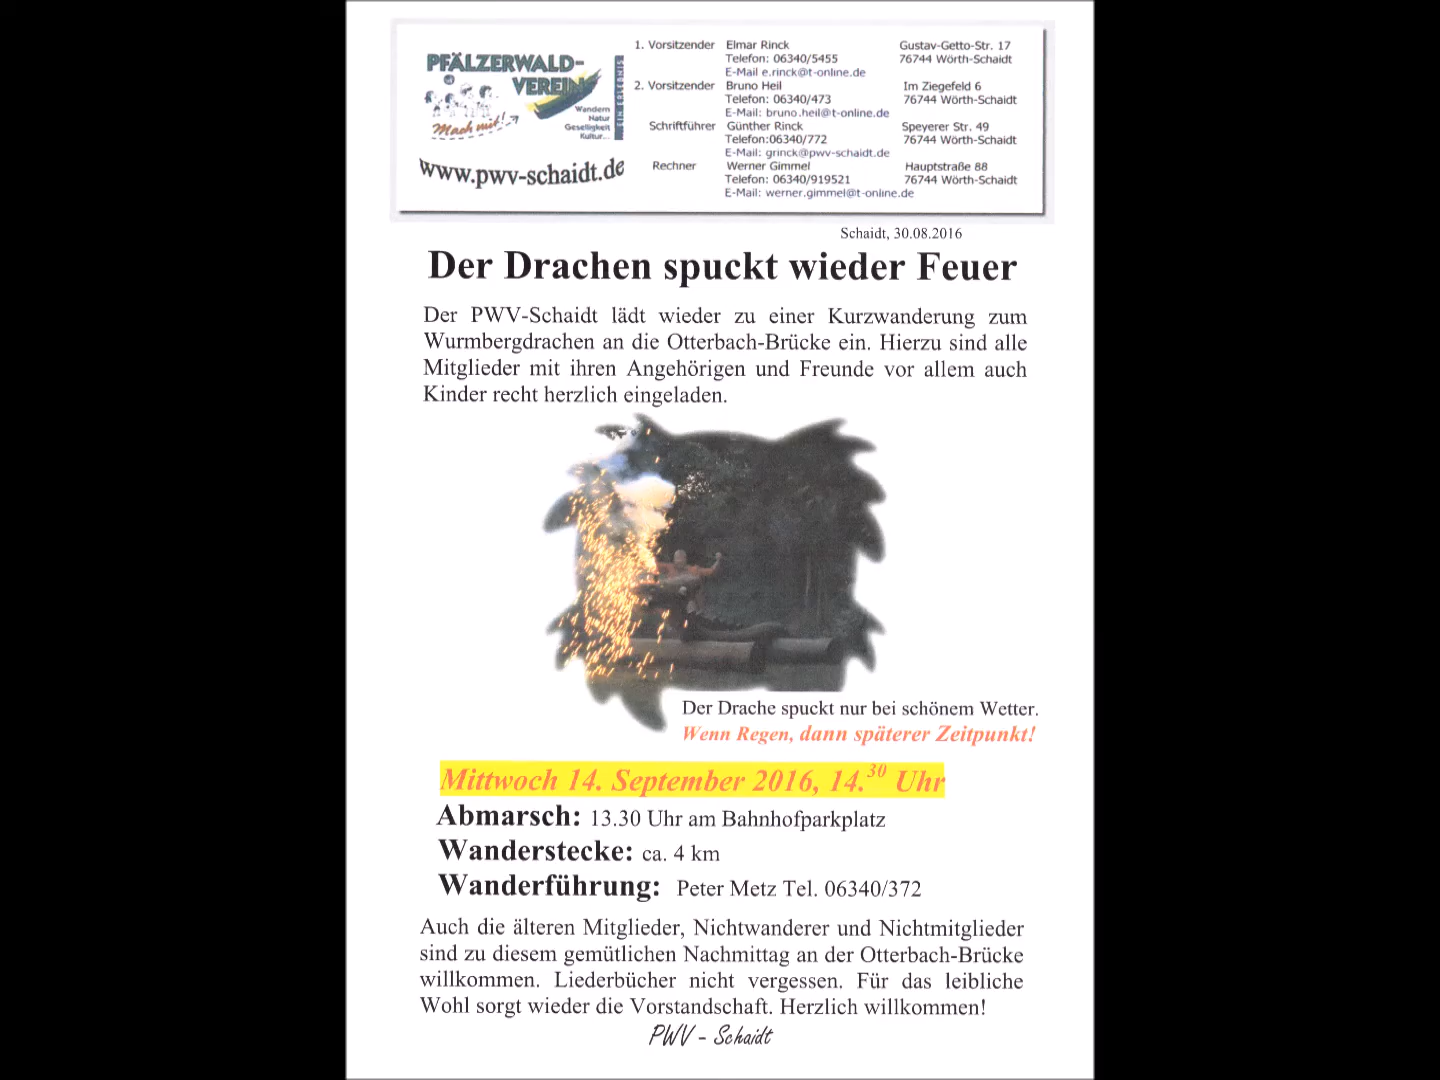 PFÄLZERWALD-
VEREIN
EIN ERLEBNIS
Wandern
Natur
Geselligkeit
Kultur...
Mach mit!
www.pwv-schaidt.de
1. Vorsitzender Elmar Rinck Gustav-Getto-Str. 17
Telefon: 06340/5455 76744 Wörth-Schaidt
E-Mail e.rinck@t-online.de
2. Vorsitzender Bruno Heil Im Ziegefeld 6
Telefon: 06340/473 76744 Wörth-Schaidt
E-Mail: bruno.heil@t-online.de
Schriftführer Günther Rinck Speyerer Str. 49
Telefon:06340/772 76744 Wörth-Schaidt
E-Mail: grinck@pwv-schaidt.de
Rechner Werner Gimmel Hauptstraße 88
Telefon: 06340/919521 76744 Wörth-Schaidt
E-Mail: werner.gimmel@t-online.de
Schaidt, 30.08.2016
Der Drachen spuckt wieder Feuer
Der PWV-Schaidt lädt wieder zu einer Kurzwanderung zum
Wurmbergdrachen an die Otterbach-Brücke ein. Hierzu sind alle
Mitglieder mit ihren Angehörigen und Freunde vor allem auch
Kinder recht herzlich eingeladen.
Der Drache spuckt nur bei schönem Wetter.
Wenn Regen, dann späterer Zeitpunkt!
Mittwoch 14. September 2016, 14.30 Uhr
Abmarsch: 13.30 Uhr am Bahnhofparkplatz
Wanderstecke: ca. 4 km
Wanderführung: Peter Metz Tel. 06340/372
Auch die älteren Mitglieder, Nichtwanderer und Nichtmitglieder
sind zu diesem gemütlichen Nachmittag an der Otterbach-Brücke
willkommen. Liederbücher nicht vergessen. Für das leibliche
Wohl sorgt wieder die Vorstandschaft. Herzlich willkommen!
PWV - Schaidt